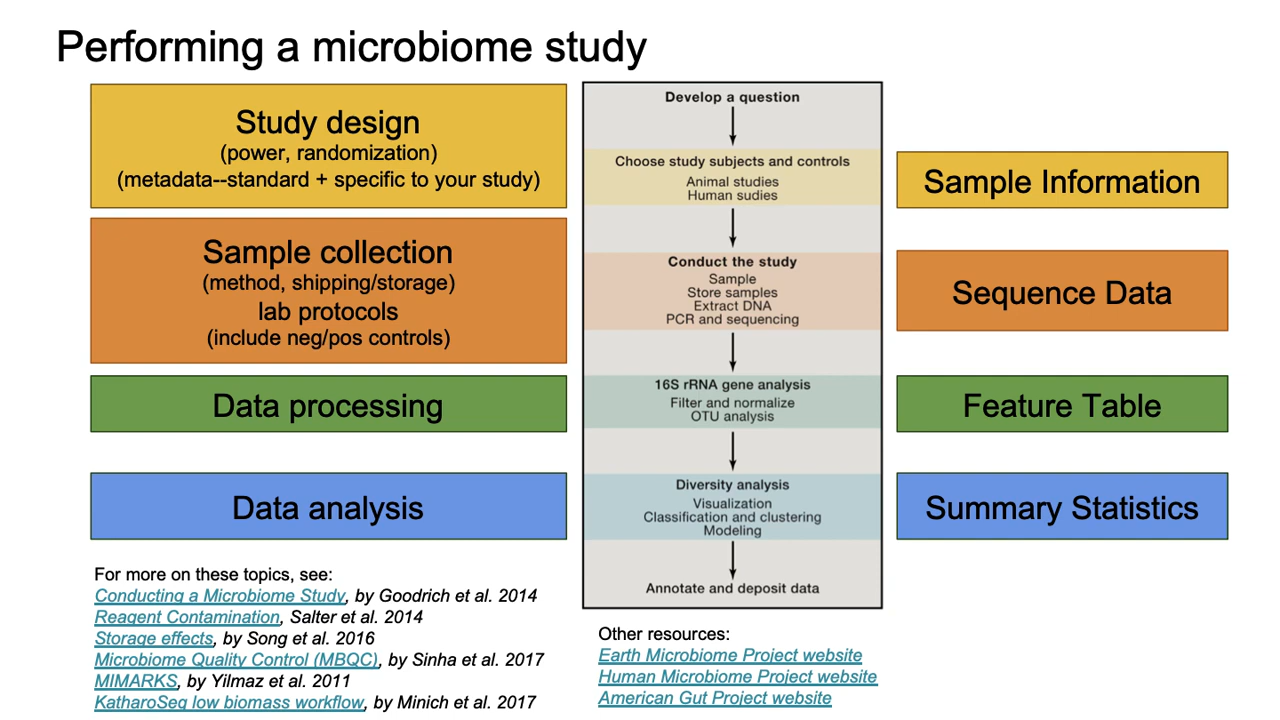 Performing a microbiome study
Study design
(power, randomization)
(metadata--standard + specific to your study)
Sample collection
(method, shipping/storage)
lab protocols
(include neg/pos controls)
Data processing
Data analysis
For more on these topics, see:
Conducting a Microbiome Study, by Goodrich et al. 2014
Reagent Contamination, Salter et al. 2014
Storage effects, by Song et al. 2016
Microbiome Quality Control (MBQC), by Sinha et al. 2017
MIMARKS, by Yilmaz et al. 2011
KatharoSeq low biomass workflow, by Minich et al. 2017
Develop a question
Choose study subjects and controls
Animal studies
Human sudies
Conduct the study
Sample
Store samples
Extract DNA
PCR and sequencing
16S rRNA gene analysis
Filter and normalize
OTU analysis
Diversity analysis
Visualization
Classification and clustering
Modeling
Annotate and deposit data
Other resources:
Earth Microbiome Project website
Human Microbiome Project website
American Gut Project website
Sample Information
Sequence Data
Feature Table
Summary Statistics